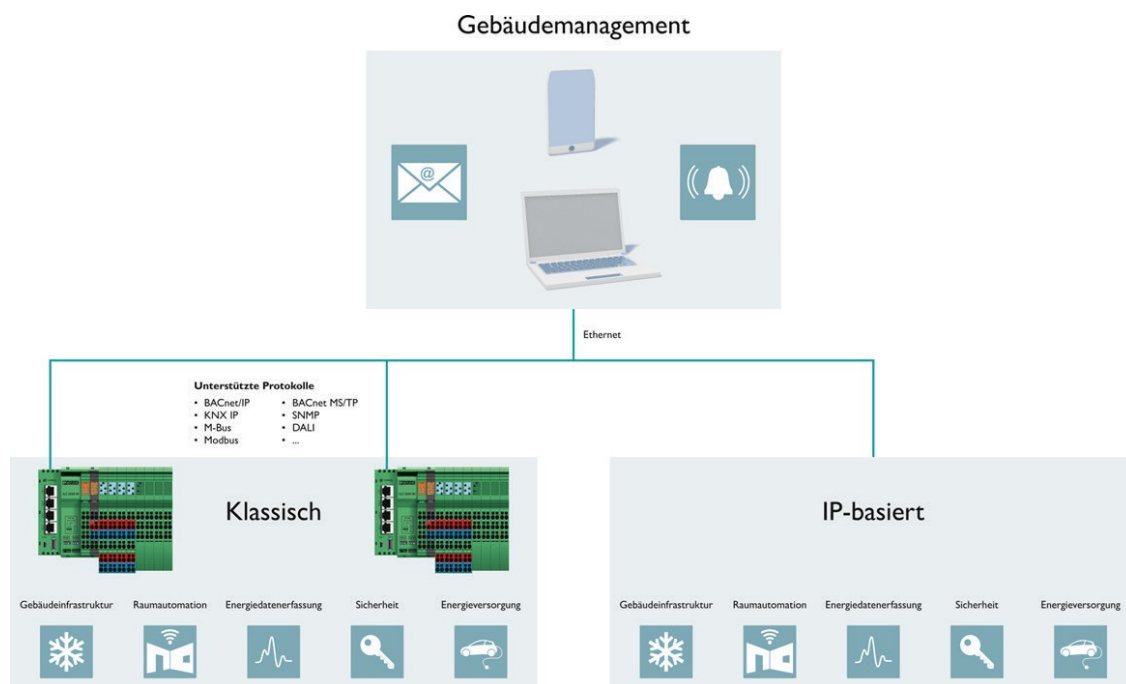 Gebäudemanagement
@
Ethernet
Unterstützte Protokolle
• BACnet/IP • BACnet MS/TP
• KNX IP • SNMP
• M-Bus • DALI
• Modbus • ...
Klassisch
IP-basiert
Gebäudeinfrastruktur Raumautomation Energiedatenerfassung Sicherheit Energieversorgung
Gebäudeinfrastruktur Raumautomation Energiedatenerfassung Sicherheit Energieversorgung